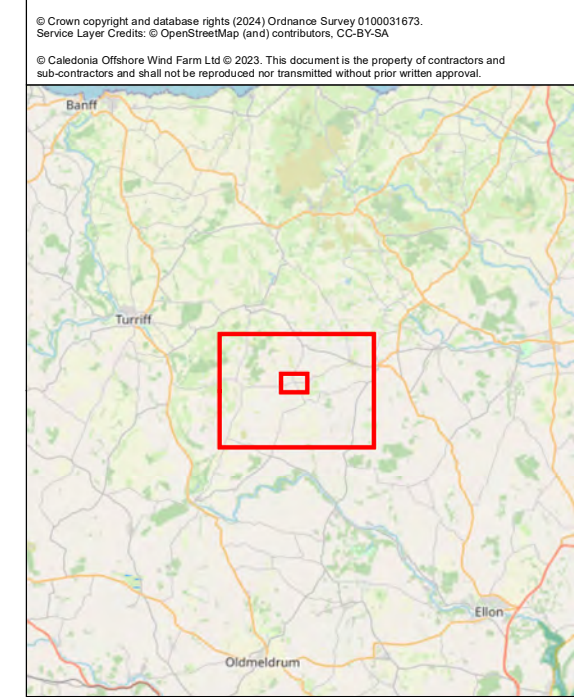 © Crown copyright and database rights (2024) Ordnance Survey 0100031673.
Service Layer Credits: © OpenStreetMap (and) contributors, CC-BY-SA
© Caledonia Offshore Wind Farm Ltd © 2023. This document is the property of contractors and
sub-contractors and shall not be reproduced nor transmitted without prior written approval.
Banff
Turriff
Ellon
Oldmeldrum